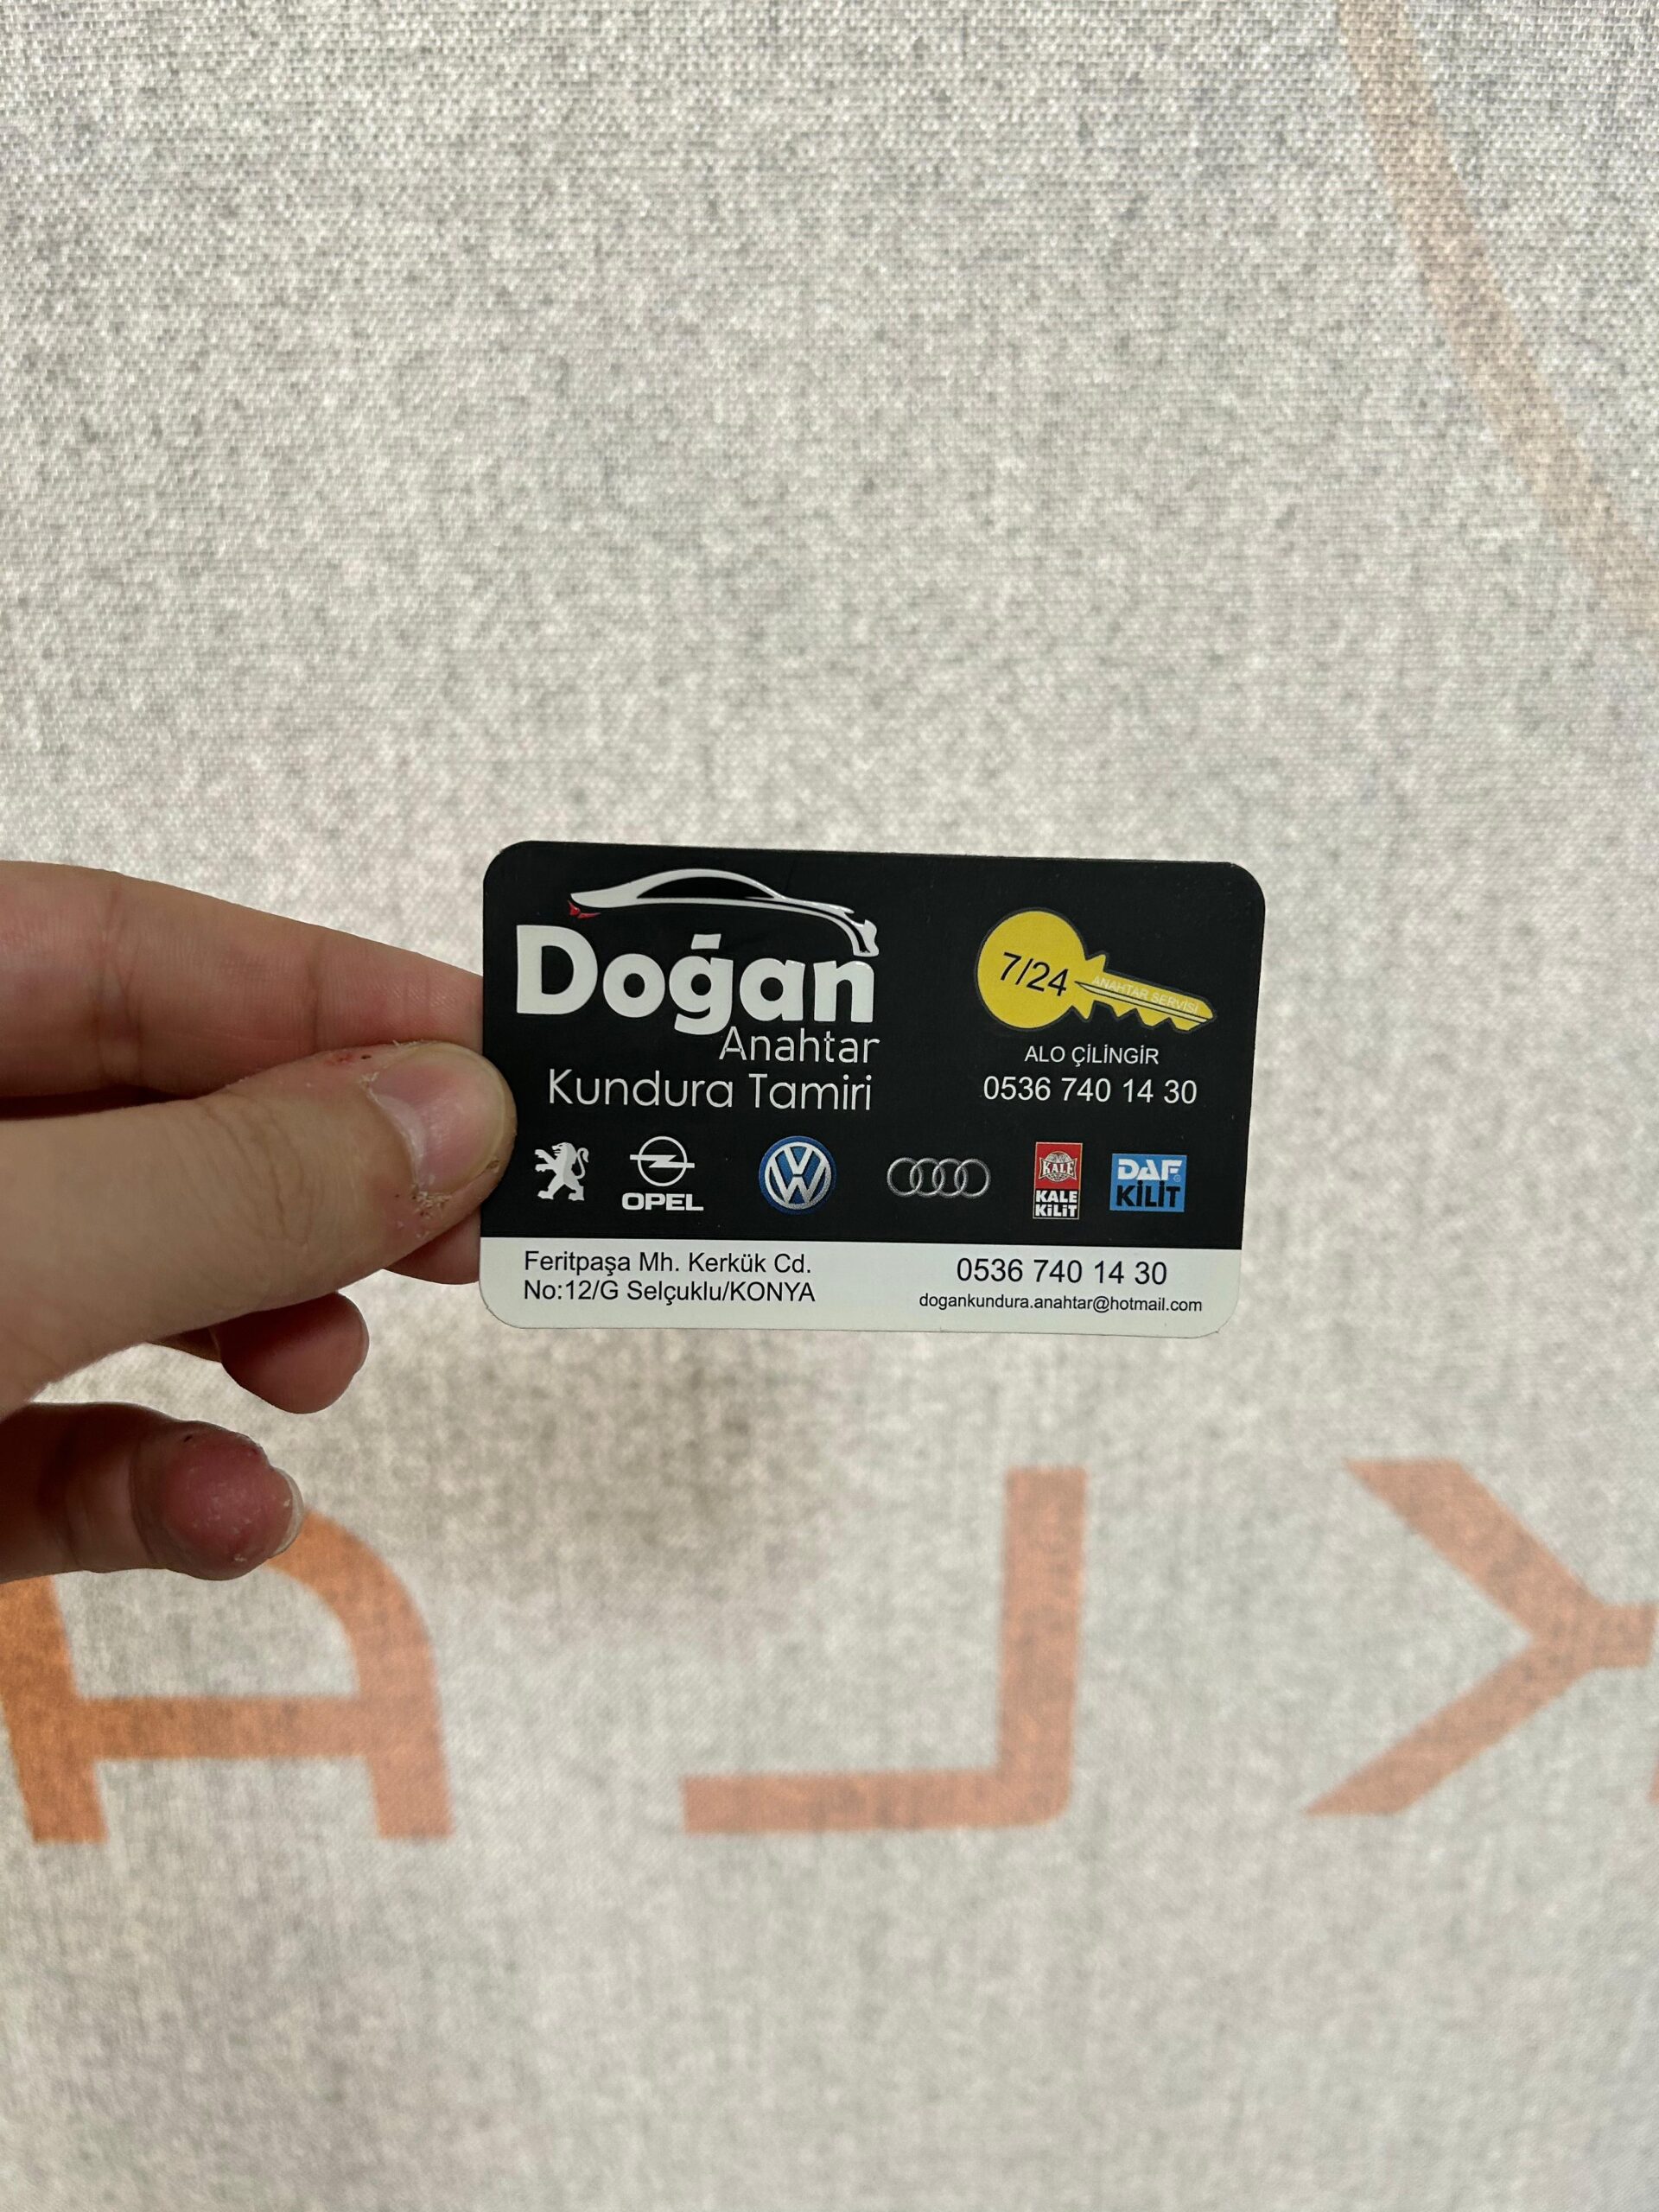 Doğan
Anahtar
Kundura Tamiri
7/24
ANAHTAR SERVİSİ
ALO ÇİLİNGİR
0536 740 14 30
OPEL
KALE
KALE
KİLİT
DAF
KİLİT
Feritpaşa Mh. Kerkük Cd.
No:12/G Selçuklu/KONYA
0536 740 14 30
dogankundura.anahtar@hotmail.com